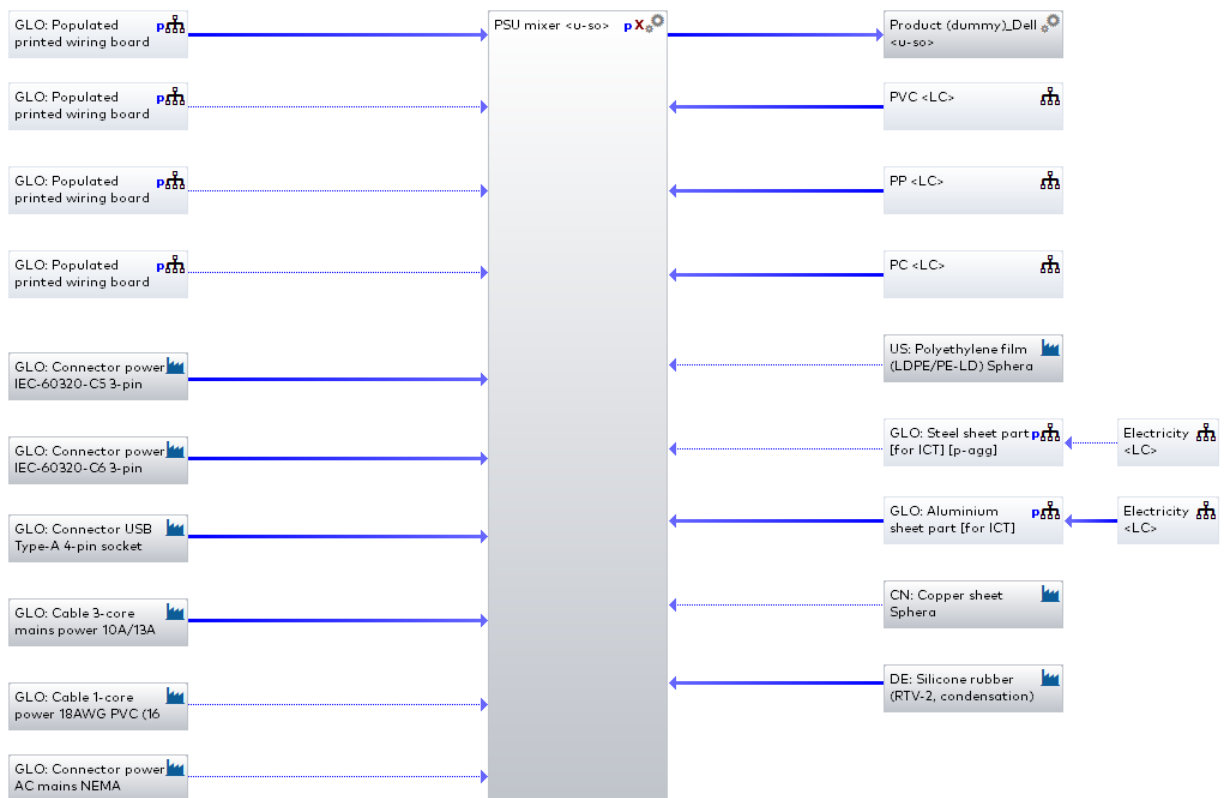 GLO: Populated
printed wiring board
p
PSU mixer <u-so>
p X
Product (dummy)_Dell
<u-so>
GLO: Populated
printed wiring board
p
PVC <LC>
GLO: Populated
printed wiring board
p
PP <LC>
GLO: Populated
printed wiring board
p
PC <LC>
US: Polyethylene film
(LDPE/PE-LD) Sphera
GLO: Connector power
IEC-60320-C5 3-pin
GLO: Steel sheet part
[for ICT] [p-agg]
p
Electricity
<LC>
GLO: Connector power
IEC-60320-C6 3-pin
GLO: Aluminium
sheet part [for ICT]
p
Electricity
<LC>
GLO: Connector USB
Type-A 4-pin socket
CN: Copper sheet
Sphera
GLO: Cable 3-core
mains power 10A/13A
DE: Silicone rubber
(RTV-2, condensation)
GLO: Cable 1-core
power 18AWG PVC (16
GLO: Connector power
AC mains NEMA